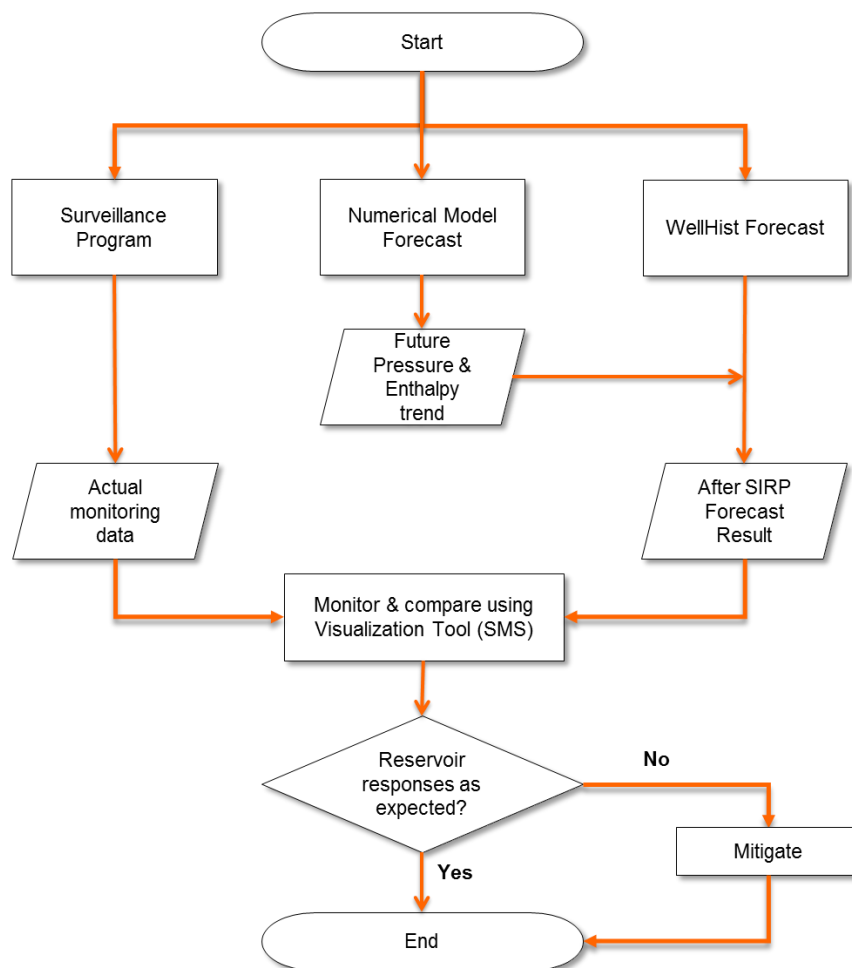 Start
Surveillance
Program
Numerical Model
Forecast
WellHist Forecast
Future
Pressure &
Enthalpy
trend
Actual
monitoring
data
After SIRP
Forecast
Result
Monitor & compare using
Visualization Tool (SMS)
Reservoir
responses as
expected?
No
Mitigate
Yes
End